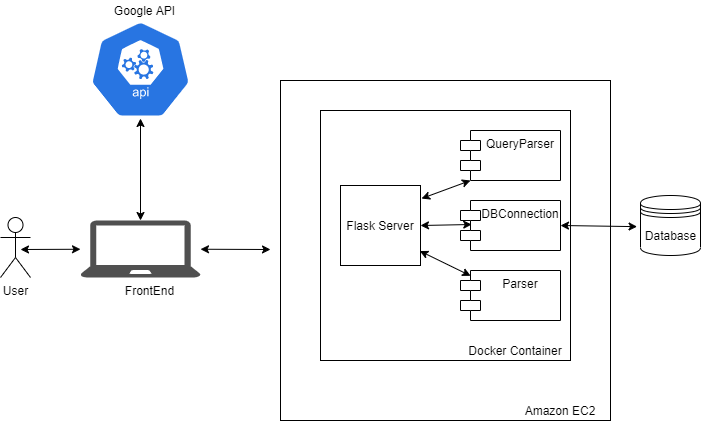 Google API
api
QueryParser
DBConnection
Flask Server
Database
Parser
User
FrontEnd
Docker Container
Amazon EC2